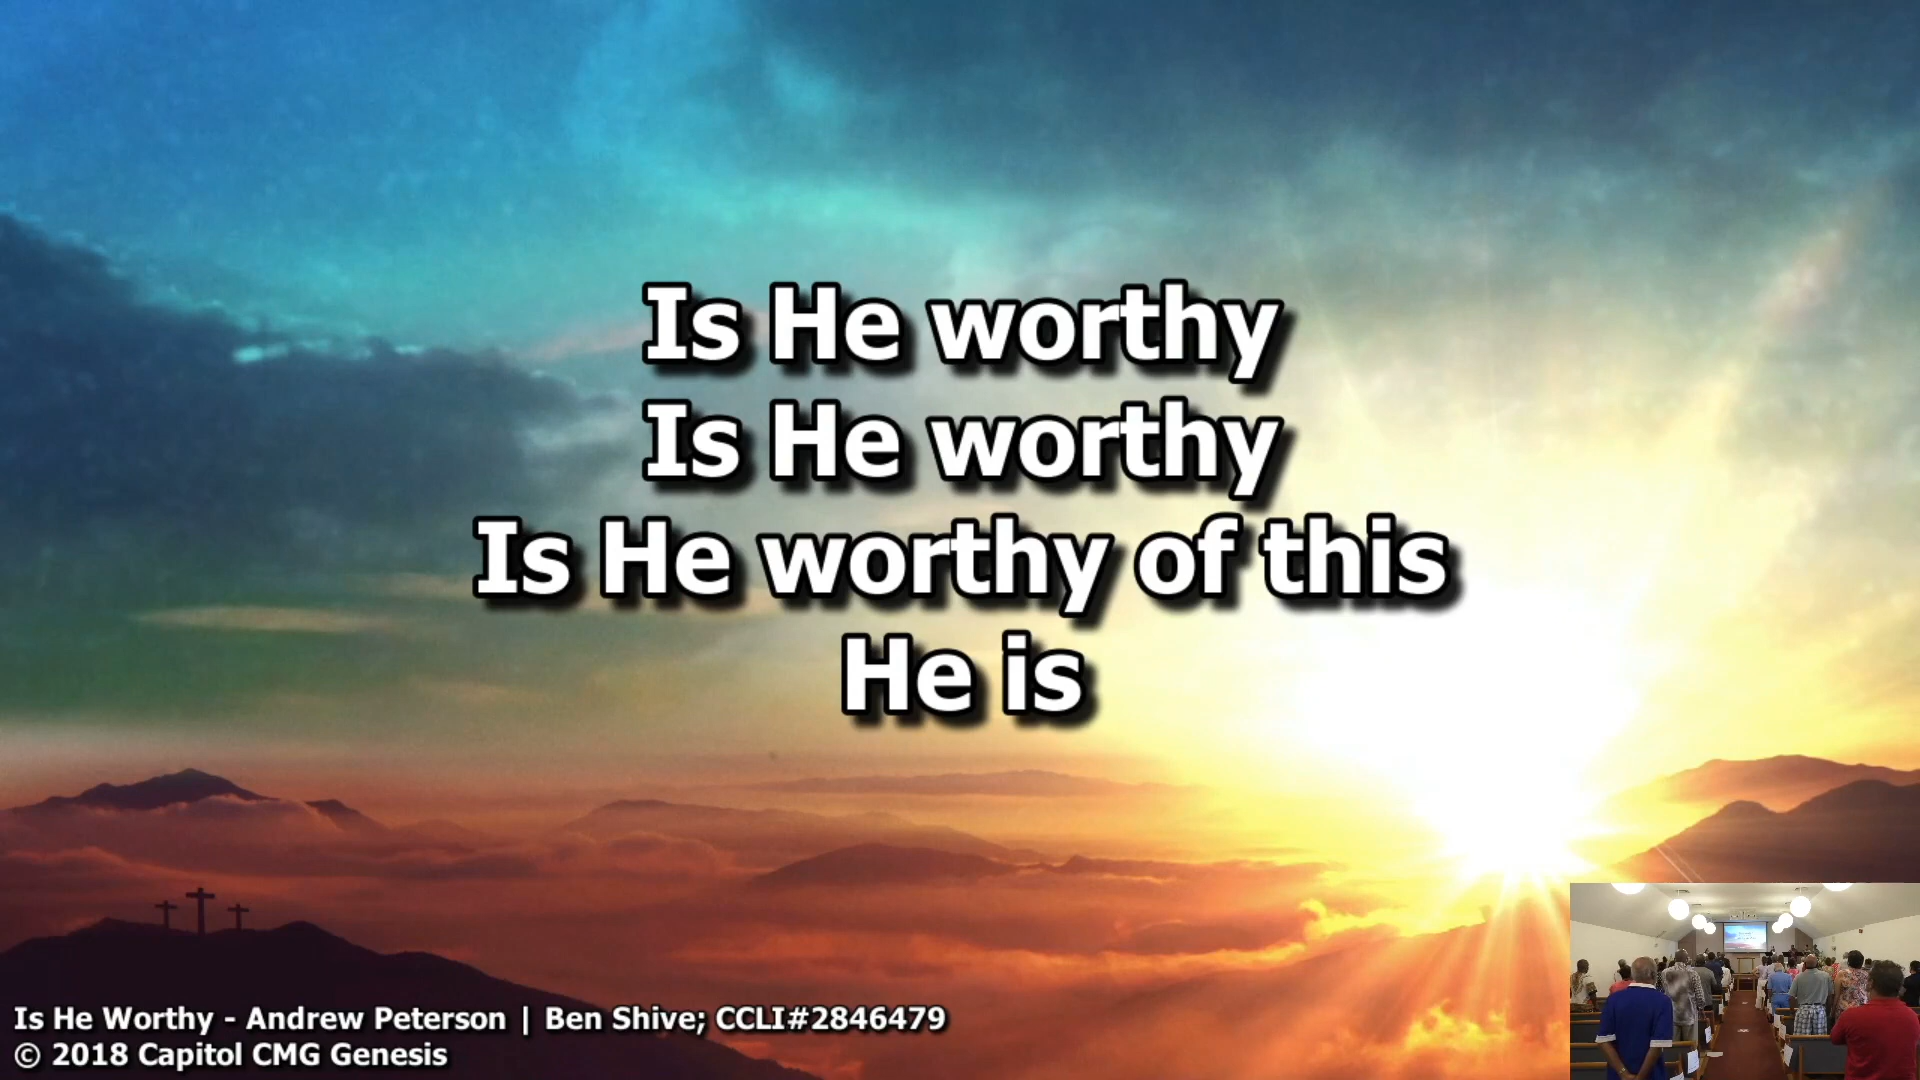 Is He worthy
Is He worthy
Is He worthy of this
He is
Is He Worthy - Andrew Peterson | Ben Shive; CCLI#2846479
© 2018 Capitol CMG Genesis